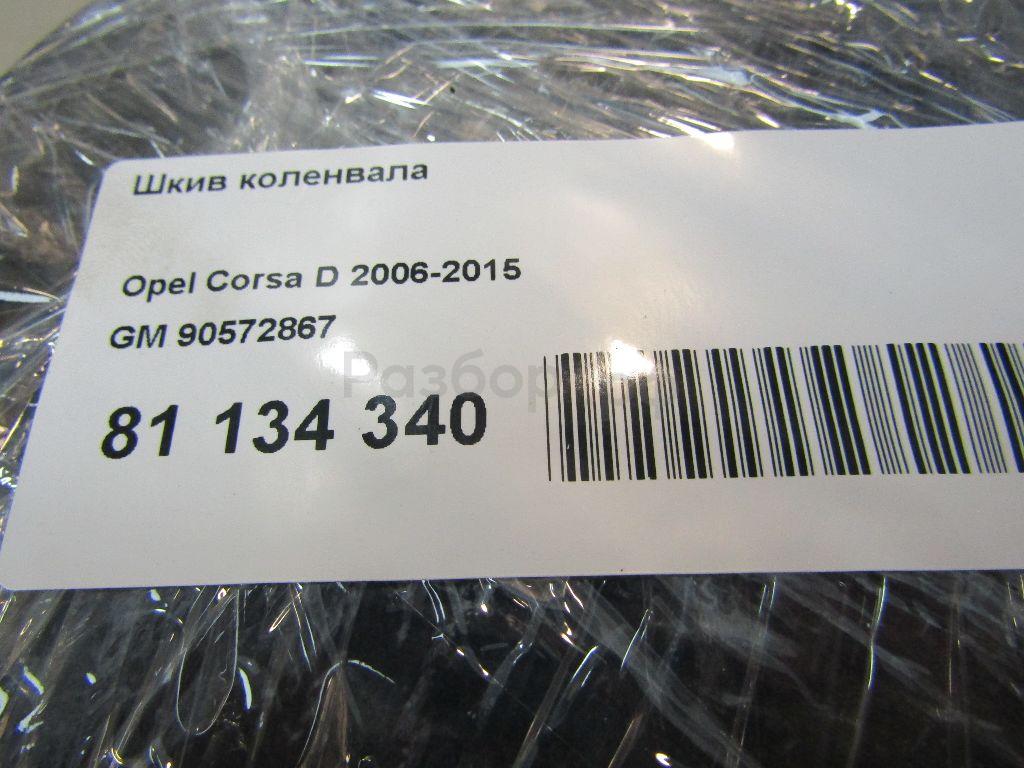 Шкив коленвала
Opel Corsa D 2006-2015
GM 90572867
81 134 340